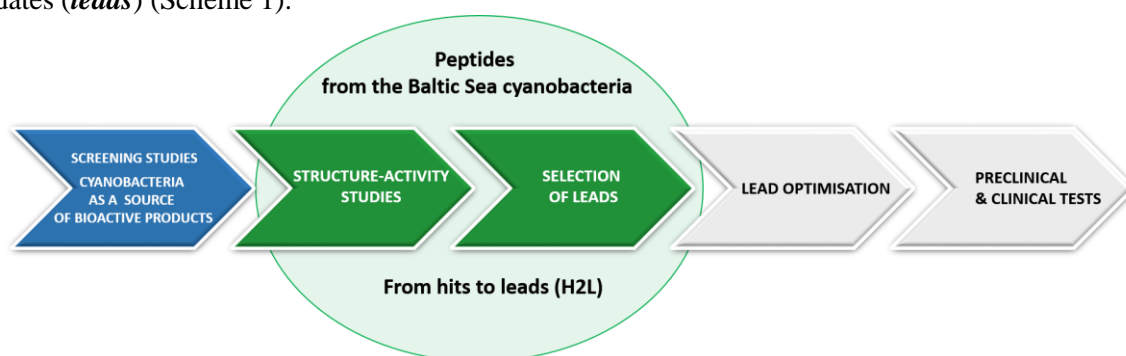 dates (leads) (Scheme 1).
Peptides
from the Baltic Sea cyanobacteria
SCREENING STUDIES
CYANOBACTERIA
AS A SOURCE
OF BIOACTIVE PRODUCTS
STRUCTURE-ACTIVITY
STUDIES
SELECTION
OF LEADS
LEAD OPTIMISATION
PRECLINICAL
& CLINICAL TESTS
From hits to leads (H2L)